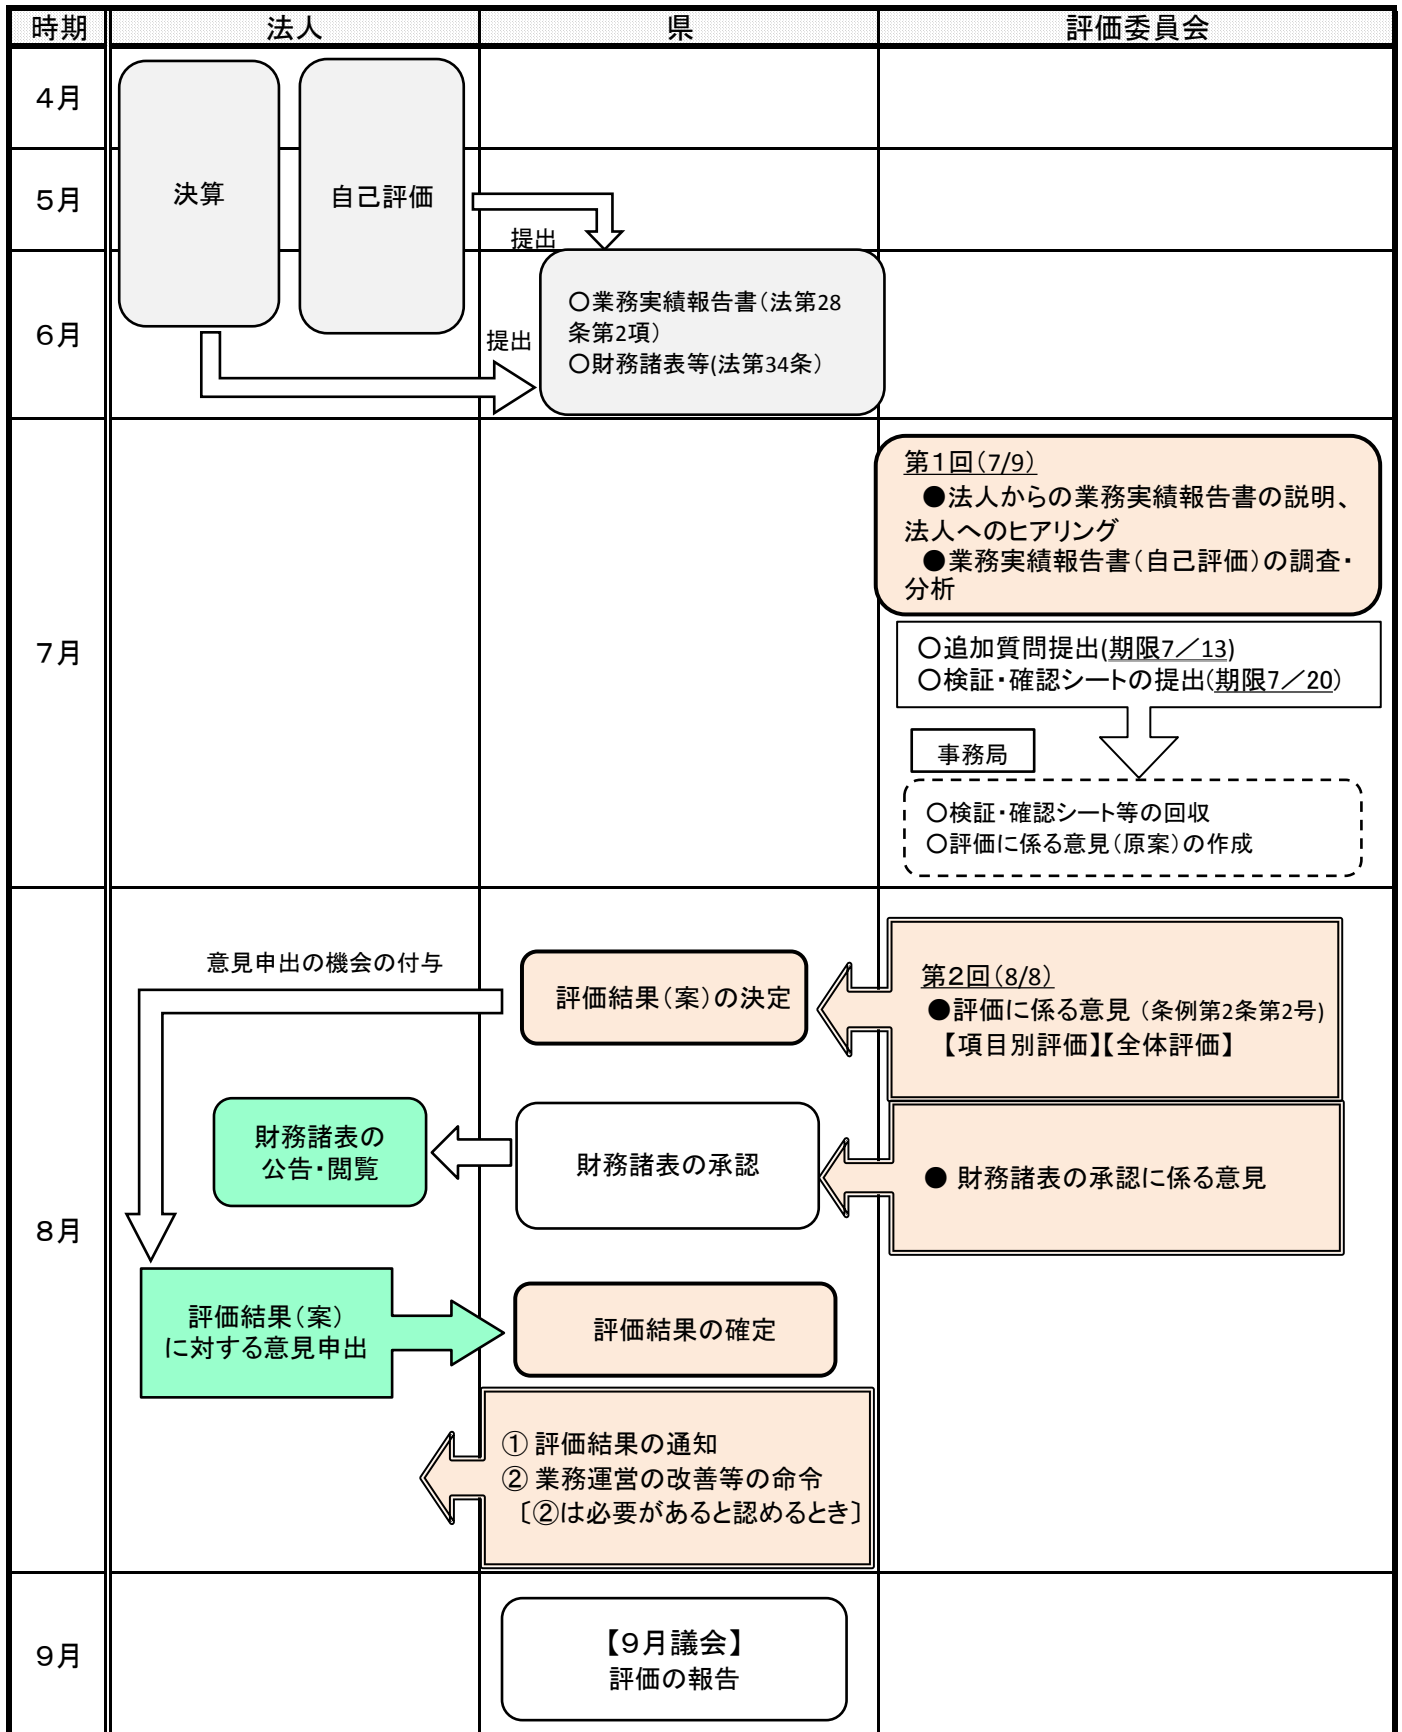 時期
法人
県
評価委員会
4月
5月
6月
決算
自己評価
提出
提出
○業務実績報告書（法第28
条第2項）
○財務諸表等(法第34条）
7月
第1回（7/9）
●法人からの業務実績報告書の説明、
法人へのヒアリング
●業務実績報告書（自己評価）の調査・
分析
○追加質問提出(期限7／13)
○検証・確認シートの提出(期限7／20）
事務局
○検証・確認シート等の回収
○評価に係る意見（原案）の作成
8月
意見申出の機会の付与
評価結果（案）の決定
第2回（8/8）
●評価に係る意見（条例第2条第2号)
【項目別評価】【全体評価】
財務諸表の
公告・閲覧
財務諸表の承認
● 財務諸表の承認に係る意見
評価結果（案）
に対する意見申出
評価結果の確定
① 評価結果の通知
② 業務運営の改善等の命令
〔②は必要があると認めるとき〕
9月
【9月議会】
評価の報告